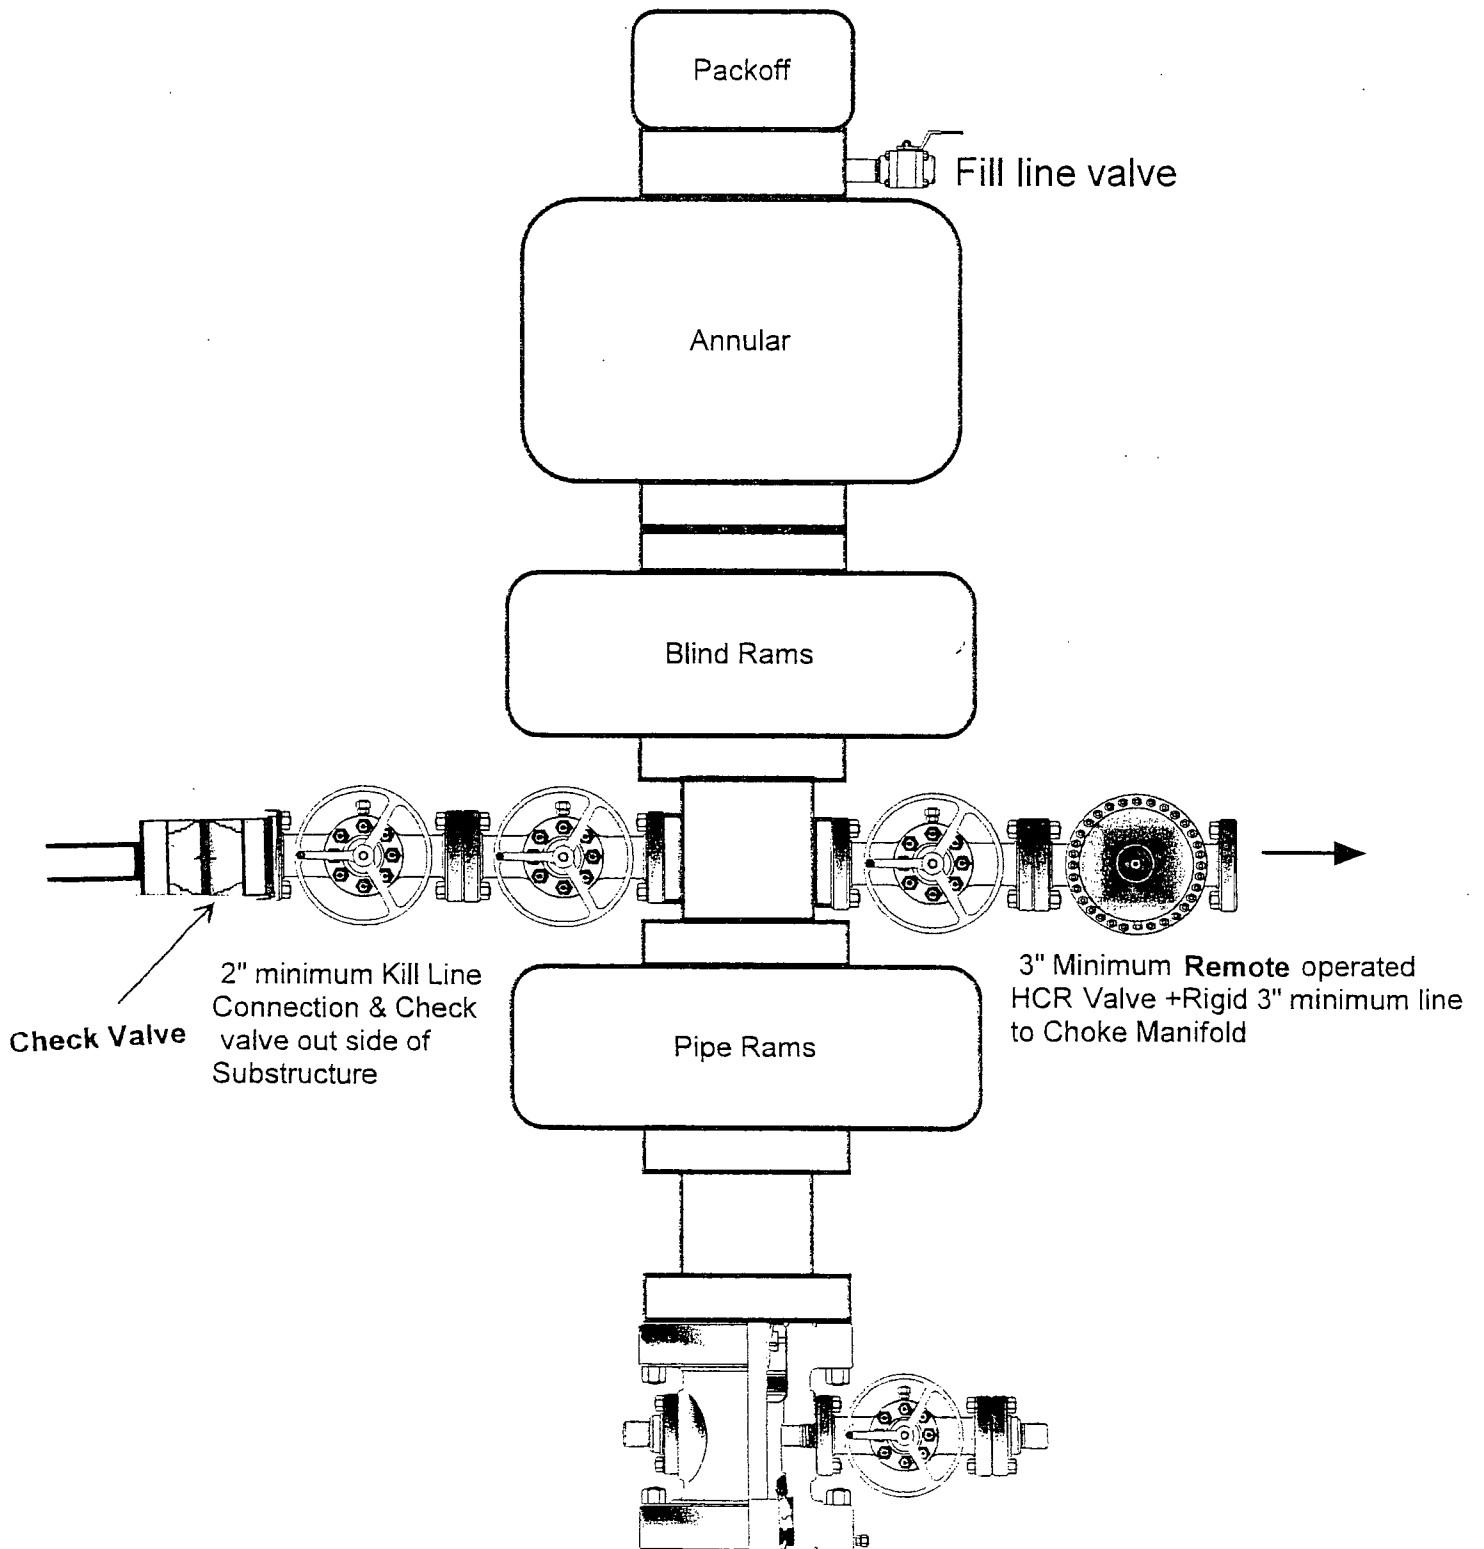 Packoff
Fill line valve
Annular
Blind Rams
2" minimum Kill Line
Connection & Check
valve out side of
Substructure
Check Valve
3" Minimum Remote operated
HCR Valve +Rigid 3" minimum line
to Choke Manifold
Pipe Rams